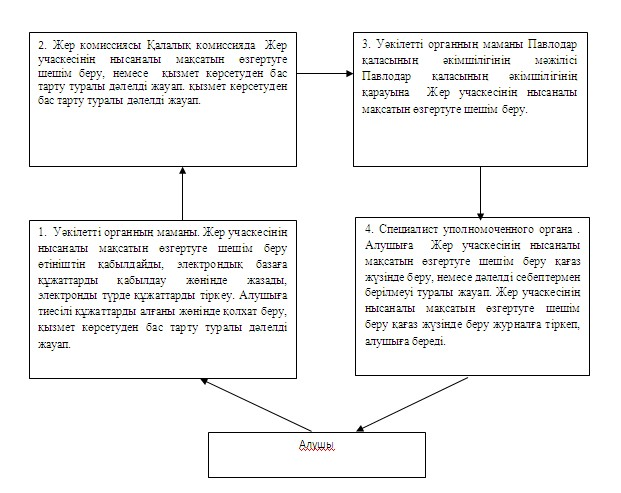 2. Жер комиссиясы Қалалық комиссияда Жер
учаскесінің нысаналы мақсатын өзгертуге
шешім беру, немесе қызмет көрсетуден бас
тарту туралы дәлелді жауап. қызмет көрсетуден
бас тарту туралы дәлелді жауап.
3. Уәкілетті органның маманы Павлодар
қаласының әкімшілігінің мәжілісі
Павлодар қаласының әкімшілігінің
қарауына Жер учаскесінің нысаналы
мақсатын өзгертуге шешім беру.
1. Уәкілетті органның маманы. Жер учаскесінің
нысаналы мақсатын өзгертуге шешім беру
өтініштін қабылдайды, электрондық базаға
құжаттарды қабылдау жөнінде жазады,
электронды түрде құжаттарды тіркеу. Алушыға
тиесілі құжаттарды алғаны жөнінде қолхат беру,
қызмет көрсетуден бас тарту туралы дәлелді
жауап.
4. Специалист уполномоченного органа .
Алушыға Жер учаскесінің нысаналы
мақсатын өзгертуге шешім беру қағаз
жүзінде беру, немесе дәлелді себептермен
берілмеуі туралы жауап. Жер учаскесінің
нысаналы мақсатын өзгертуге шешім
беру қағаз жүзінде беру журналға тіркеп,
алушыға береді.
Алушы